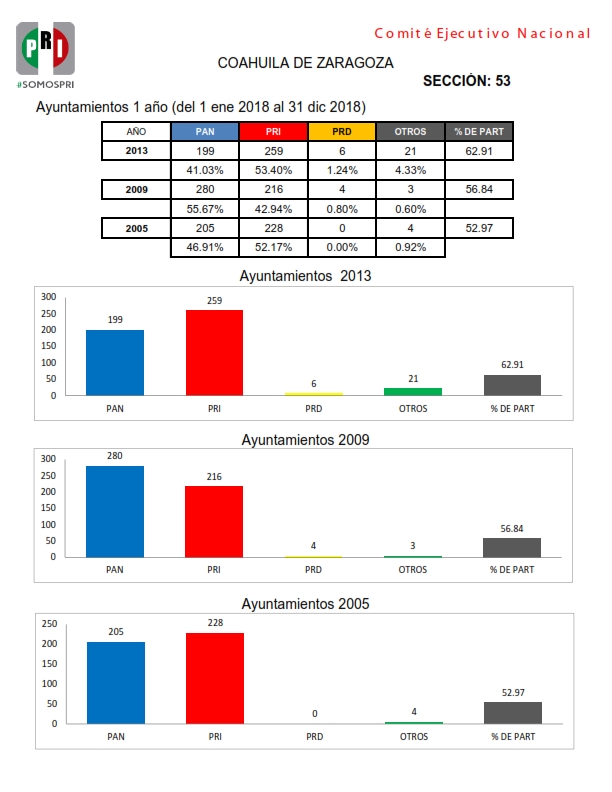 Comité Ejecutivo Nacional
PRI
#SOMOSPRI
COAHUILA DE ZARAGOZA
SECCIÓN: 53
Ayuntamientos 1 año (del 1 ene 2018 al 31 dic 2018)
AÑO PAN PRI PRD OTROS % DE PART
2013 199 259 6 21 62.91
41.03% 53.40% 1.24% 4.33%
2009 280 216 4 3 56.84
55.67% 42.94% 0.80% 0.60%
2005 205 228 0 4 52.97
46.91% 52.17% 0.00% 0.92%
Ayuntamientos 2013
300
250
200
150
100
50
0
199
259
6
21
62.91
PAN PRI PRD OTROS % DE PART
Ayuntamientos 2009
300
250
200
150
100
50
0
280
216
4
3
56.84
PAN PRI PRD OTROS % DE PART
Ayuntamientos 2005
250
200
150
100
50
0
205
228
0
4
52.97
PAN PRI PRD OTROS % DE PART